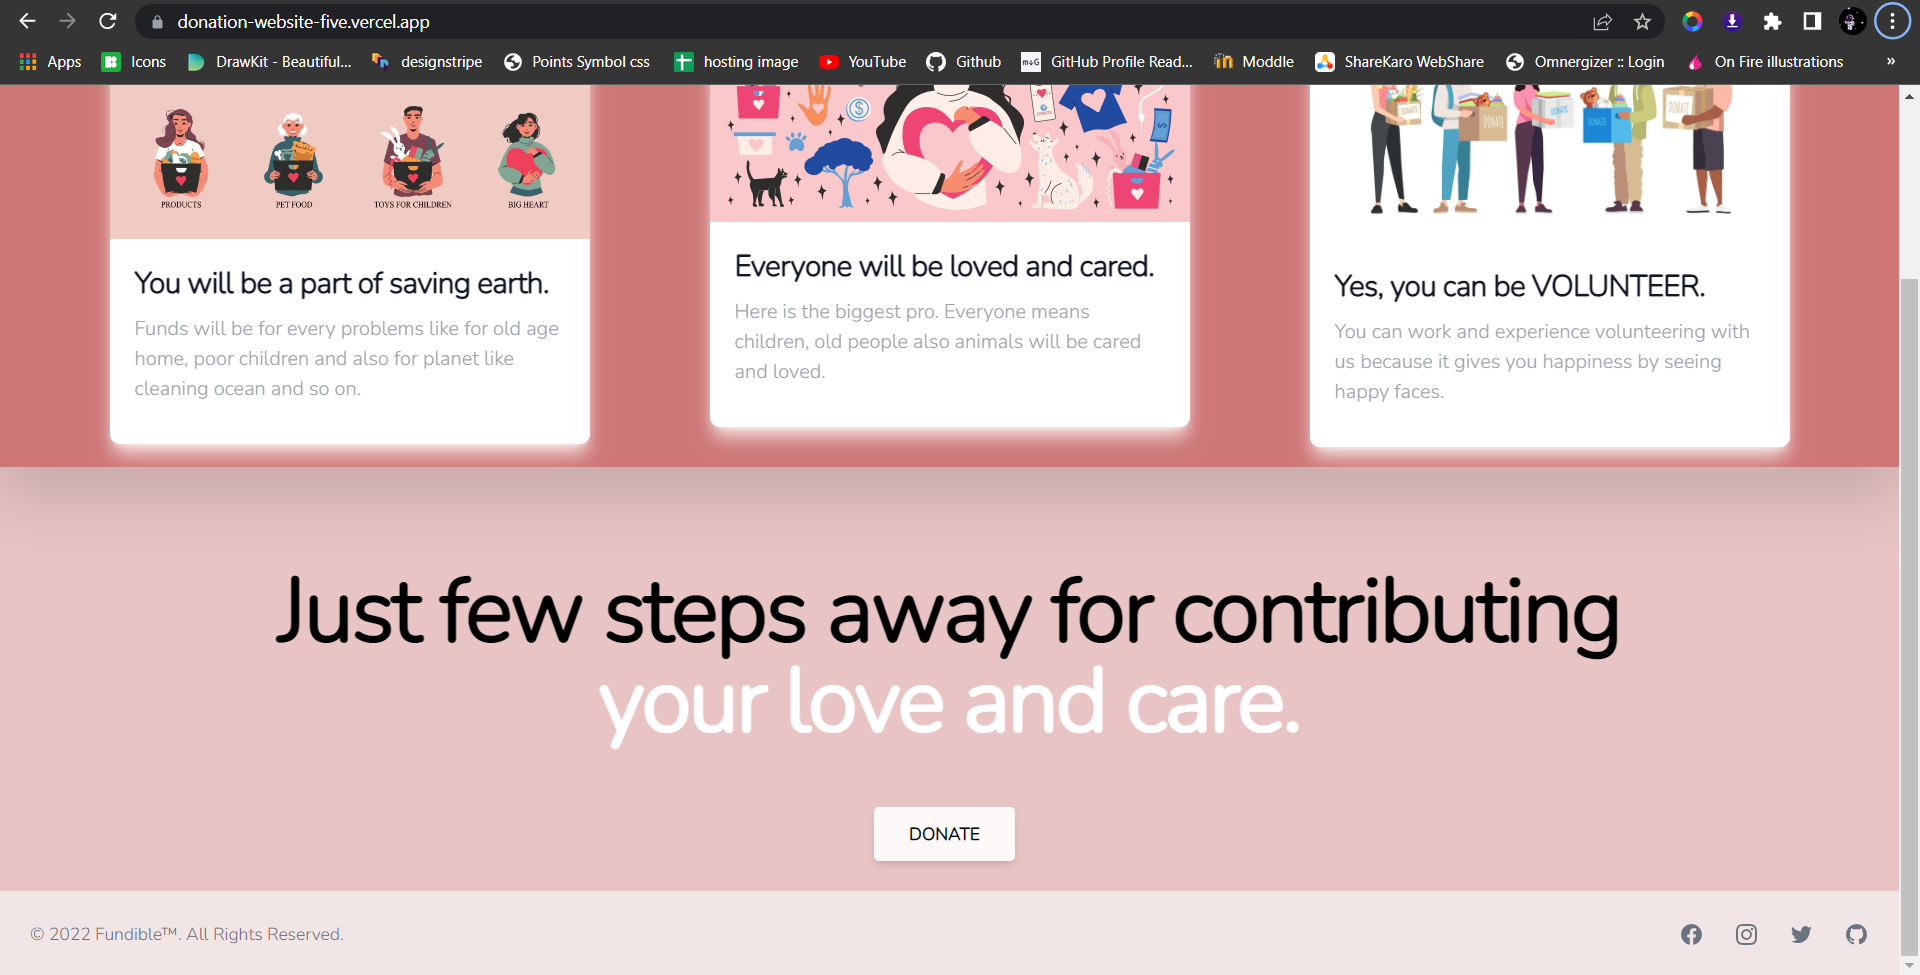 donation-website-five.vercel.app
Apps Icons DrawKit - Beautiful... designstripe Points Symbol css hosting image YouTube Github GitHub Profile Read... Moddle ShareKaro WebShare Omnergizer :: Login On Fire illustrations »
PRODUCTS PET FOOD TOYS FOR CHILDREN BIG HEART
You will be a part of saving earth.
Funds will be for every problems like for old age
home, poor children and also for planet like
cleaning ocean and so on.
Everyone will be loved and cared.
Here is the biggest pro. Everyone means
children, old people also animals will be cared
and loved.
DONATE DONATE DONATE DONATE DONATE
Yes, you can be VOLUNTEER.
You can work and experience volunteering with
us because it gives you happiness by seeing
happy faces.
Just few steps away for contributing
your love and care.
DONATE
© 2022 Fundible™. All Rights Reserved.